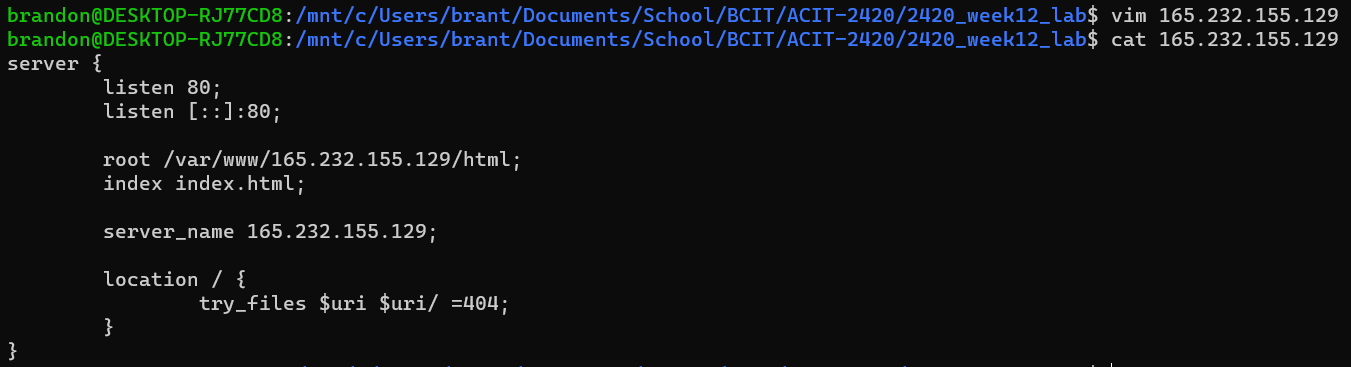 brandon@DESKTOP-RJ77CD8:/mnt/c/Users/brant/Documents/School/BCIT/ACIT-2420/2420_week12_lab$ vim 165.232.155.129
brandon@DESKTOP-RJ77CD8:/mnt/c/Users/brant/Documents/School/BCIT/ACIT-2420/2420_week12_lab$ cat 165.232.155.129
server {
        listen 80;
        listen [::]:80;

        root /var/www/165.232.155.129/html;
        index index.html;

        server_name 165.232.155.129;

        location / {
                try_files $uri $uri/ =404;
        }
}